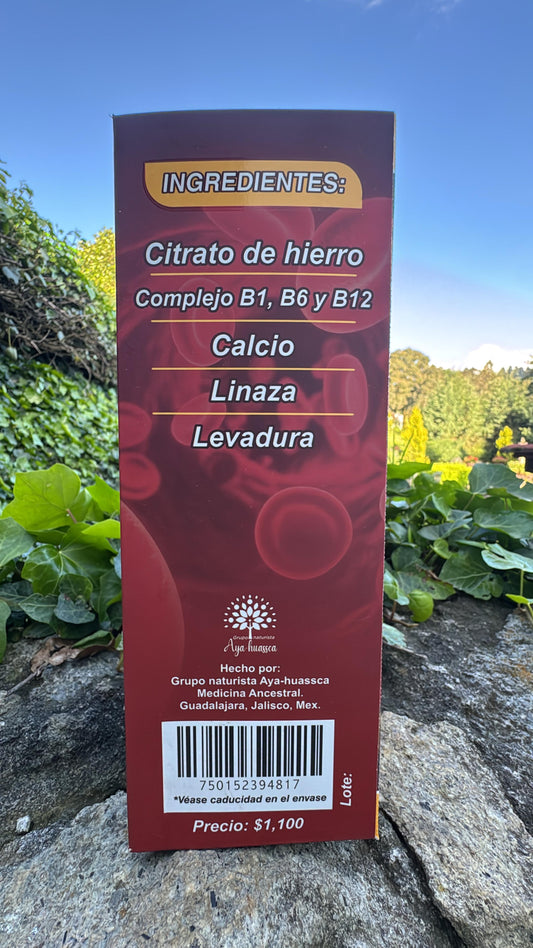 INGREDIENTES:
Citrato de hierro
Complejo B1, B6 y B12
Calcio
Linaza
Levadura
Grupo naturista
Aya-huassca
Hecho por:
Grupo naturista Aya-huassca
Medicina Ancestral.
Guadalajara, Jalisco, Mex.
750152394817
*Véase caducidad en el envase
Lote:
Precio: $1,100